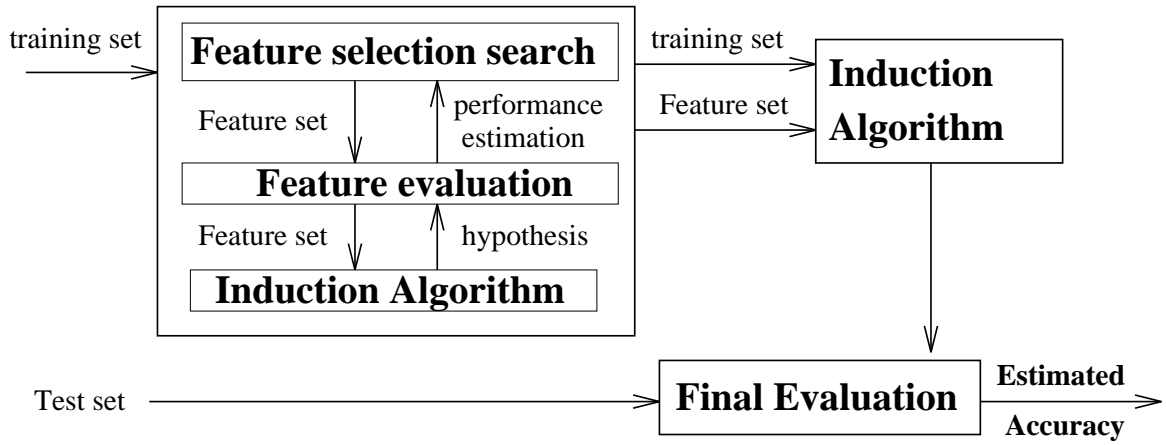 training set
Feature selection search
Feature set
performance
estimation
Feature evaluation
Feature set
hypothesis
Induction Algorithm
training set
Feature set
Induction
Algorithm
Test set
Final Evaluation
Estimated
Accuracy